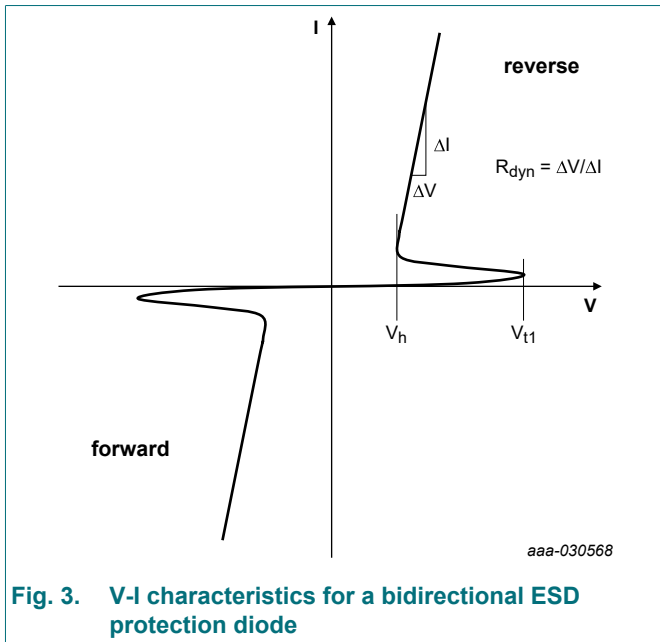 I
reverse
ΔI
R_dyn = ΔV/ΔI
ΔV
V
V_h
V_t1
forward
aaa-030568
Fig. 3. V-I characteristics for a bidirectional ESD
protection diode